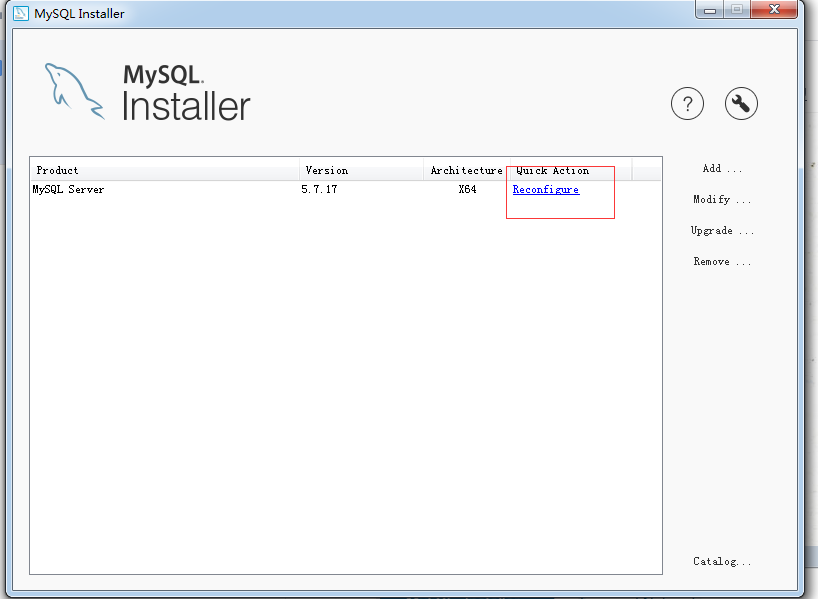 MySQL Installer
MySQL.
Installer
?
Product Version Architecture Quick Action
MySQL Server 5.7.17 X64 Reconfigure
Add ...
Modify ...
Upgrade ...
Remove ...
Catalog...